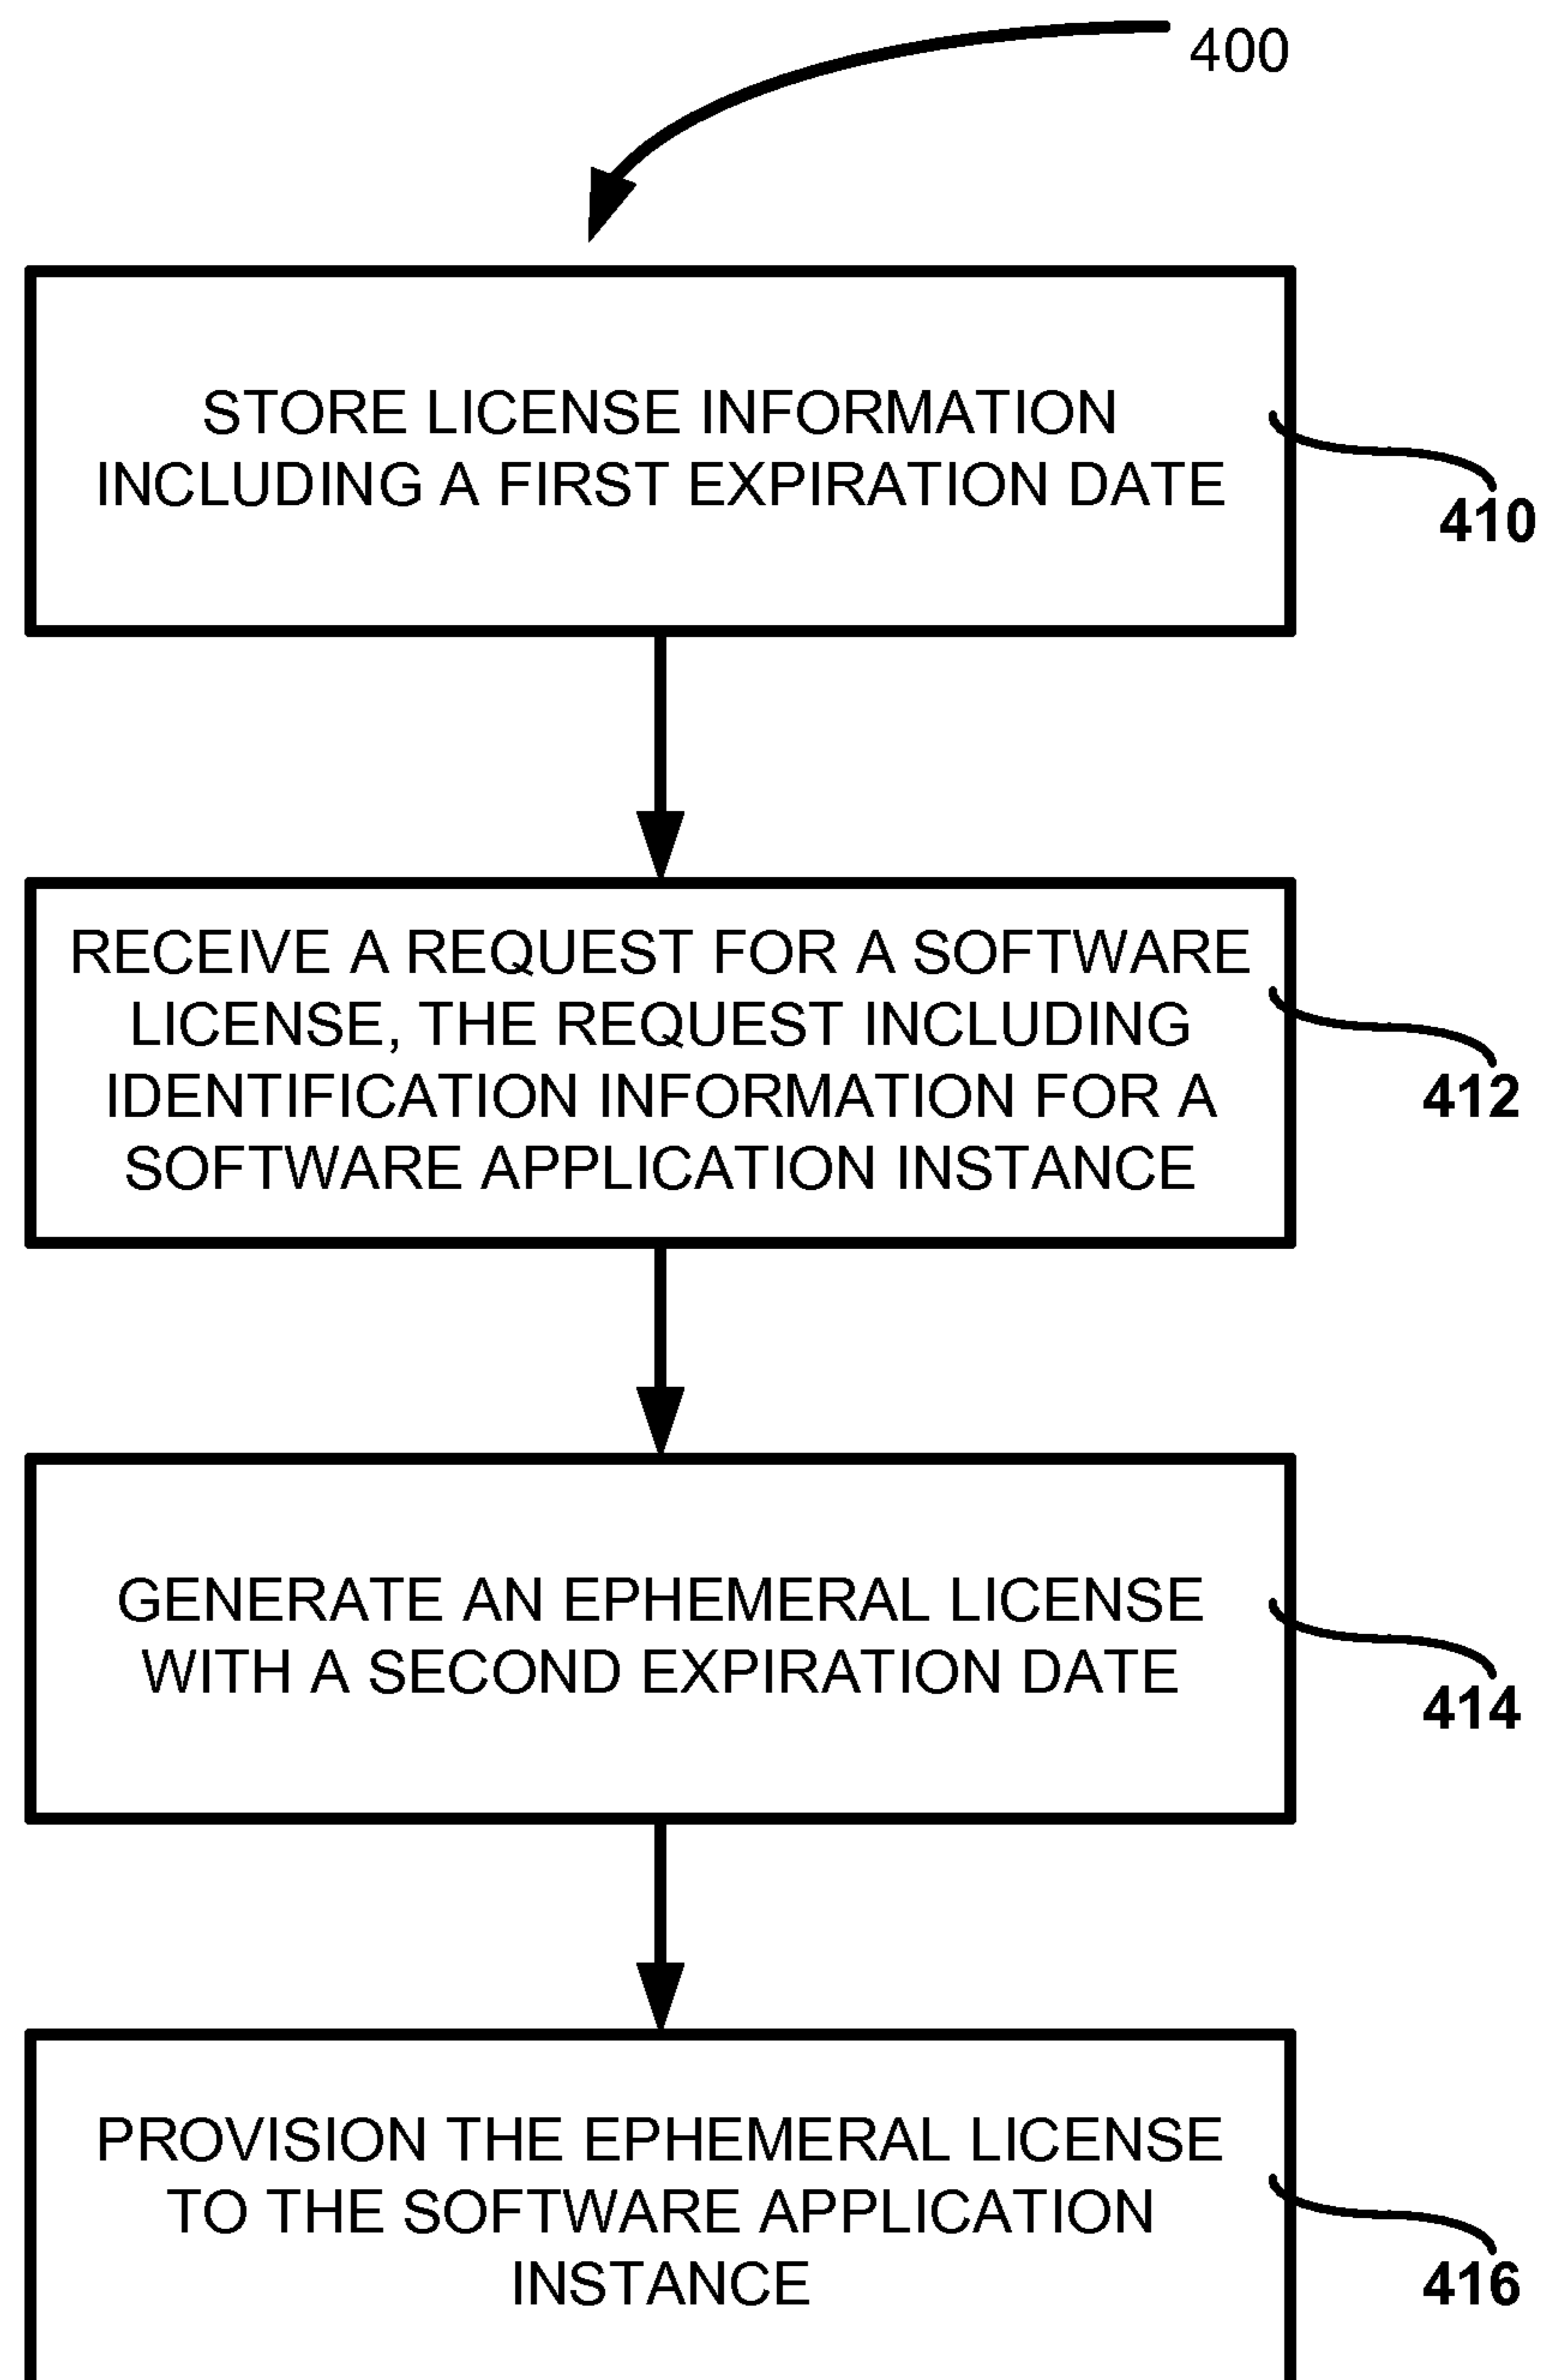 400
STORE LICENSE INFORMATION
INCLUDING A FIRST EXPIRATION DATE
410
RECEIVE A REQUEST FOR A SOFTWARE
LICENSE, THE REQUEST INCLUDING
IDENTIFICATION INFORMATION FOR A
SOFTWARE APPLICATION INSTANCE
412
GENERATE AN EPHEMERAL LICENSE
WITH A SECOND EXPIRATION DATE
414
PROVISION THE EPHEMERAL LICENSE
TO THE SOFTWARE APPLICATION
INSTANCE
416